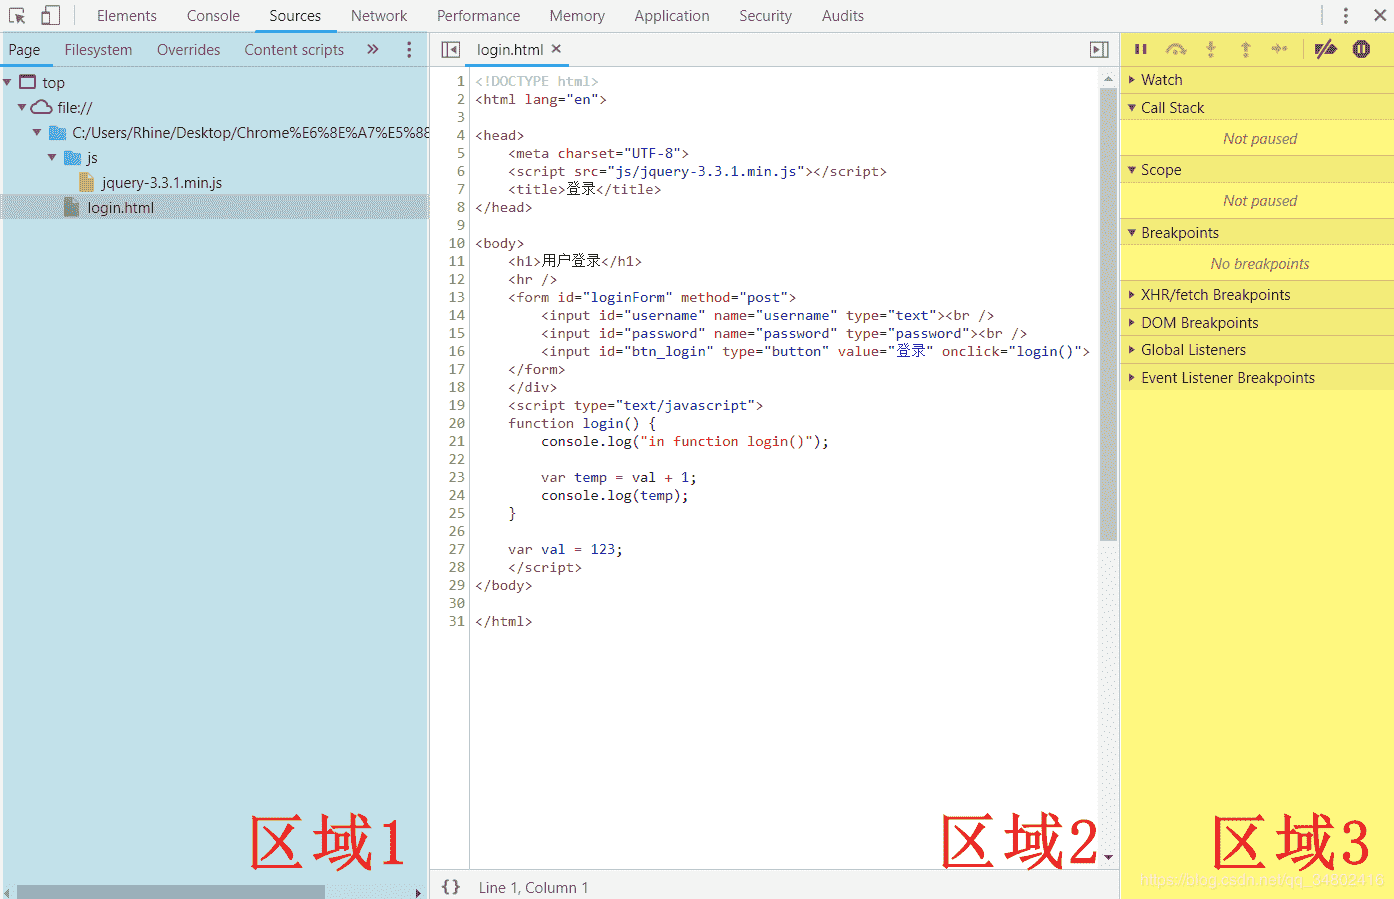 Elements Console Sources Network Performance Memory Application Security Audits
Page Filesystem Overrides Content scripts »
login.html ×
top
file://
C:/Users/Rhine/Desktop/Chrome%E6%8E%A7%E5%88
js
jquery-3.3.1.min.js
login.html
1 <!DOCTYPE html>
2 <html lang="en">
3
4 <head>
5 <meta charset="UTF-8">
6 <script src="js/jquery-3.3.1.min.js"></script>
7 <title>登录</title>
8 </head>
9
10 <body>
11 <h1>用户登录</h1>
12 <hr />
13 <form id="loginForm" method="post">
14 <input id="username" name="username" type="text"><br />
15 <input id="password" name="password" type="password"><br />
16 <input id="btn_login" type="button" value="登录" onclick="login()">
17 </form>
18 </div>
19 <script type="text/javascript">
20 function login() {
21 console.log("in function login()");
22
23 var temp = val + 1;
24 console.log(temp);
25 }
26
27 var val = 123;
28 </script>
29 </body>
30
31 </html>
{} Line 1, Column 1
Watch
Call Stack
Not paused
Scope
Not paused
Breakpoints
No breakpoints
XHR/fetch Breakpoints
DOM Breakpoints
Global Listeners
Event Listener Breakpoints
区域1
区域2
区域3